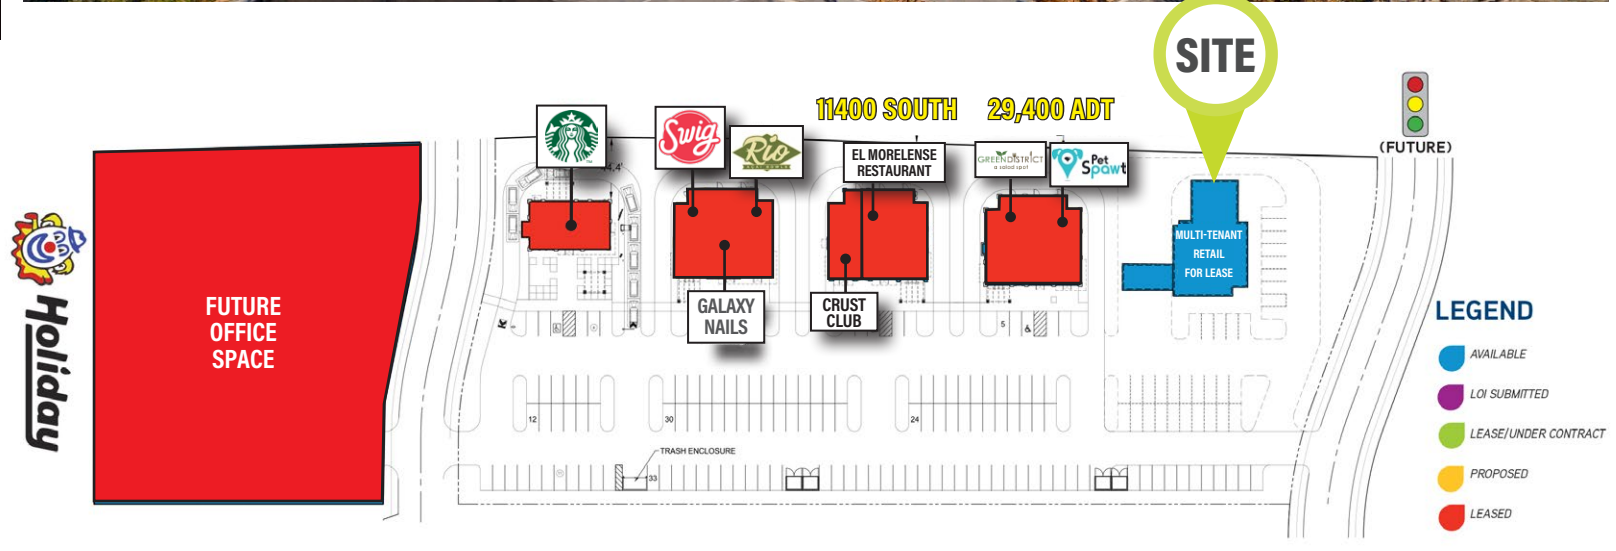 SITE
11400 SOUTH
29,400 ADT
(FUTURE)
Swig
Rio
EL MORELENSE
RESTAURANT
GREENDISTRICT
a salad spot
Pet
Spawt
MULTI-TENANT
RETAIL
FOR LEASE
Holiday
FUTURE
OFFICE
SPACE
GALAXY
NAILS
CRUST
CLUB
5
12
30
24
TRASH ENCLOSURE
33
LEGEND
AVAILABLE
LOI SUBMITTED
LEASE/UNDER CONTRACT
PROPOSED
LEASED